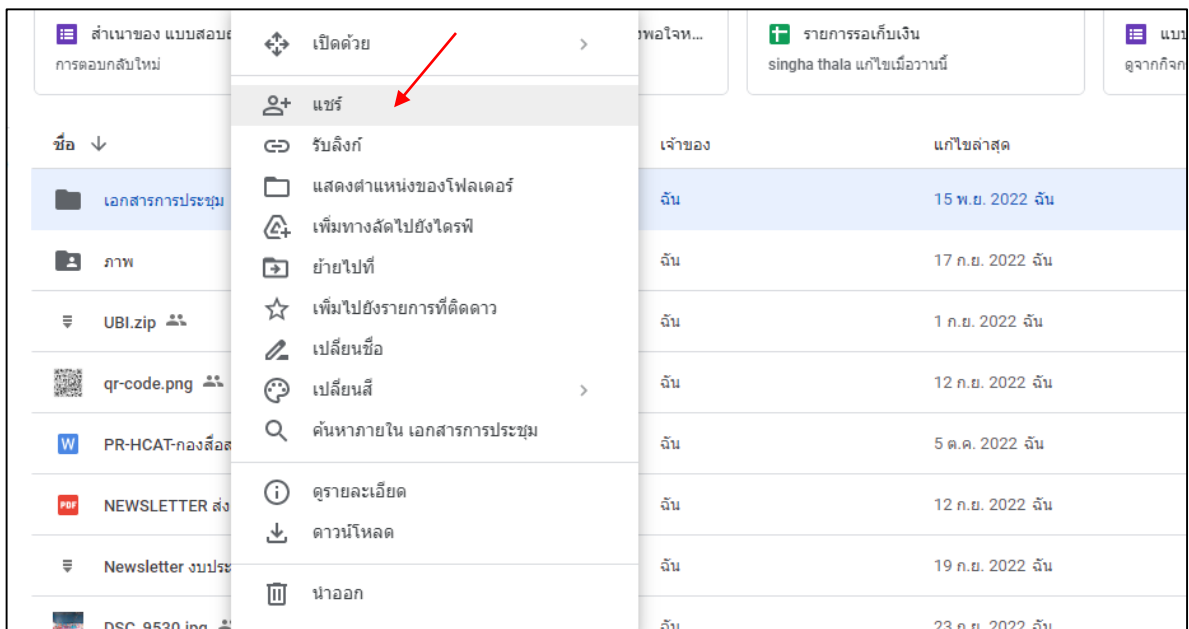 สำเนาของ แบบสอบถ
การตอบกลับใหม่
งพอใจห...
รายการรอเก็บเงิน
singha thala แก้ไขเมื่อวานนี้
แบบ
ดูจากกิจก
เปิดด้วย
แชร์
รับลิงก์
แสดงตำแหน่งของโฟลเดอร์
เพิ่มทางลัดไปยังไดรฟ์
ย้ายไปที่
เพิ่มไปยังรายการที่ติดดาว
เปลี่ยนชื่อ
เปลี่ยนสี
ค้นหาภายใน เอกสารการประชุม
ดูรายละเอียด
ดาวน์โหลด
นำออก
ชื่อ เจ้าของ แก้ไขล่าสุด
เอกสารการประชุม ฉัน 15 พ.ย. 2022 ฉัน
ภาพ ฉัน 17 ก.ย. 2022 ฉัน
UBI.zip ฉัน 1 ก.ย. 2022 ฉัน
qr-code.png ฉัน 12 ก.ย. 2022 ฉัน
W PR-HCAT-กองสื่อส ฉัน 5 ต.ค. 2022 ฉัน
PDF NEWSLETTER ส่ง ฉัน 12 ก.ย. 2022 ฉัน
Newsletter งบประ ฉัน 19 ก.ย. 2022 ฉัน
DSC_9530.jpg ฉัน 23 ก.ย. 2022 ฉัน